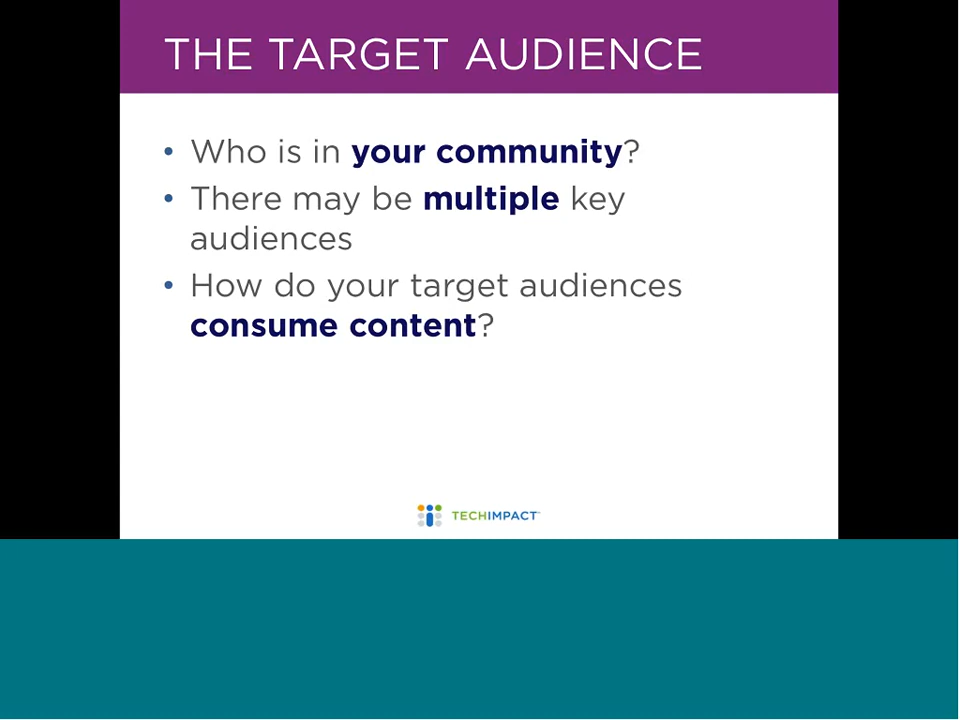 THE TARGET AUDIENCE
• Who is in your community?
• There may be multiple key
audiences
• How do your target audiences
consume content?
TECHIMPACT™